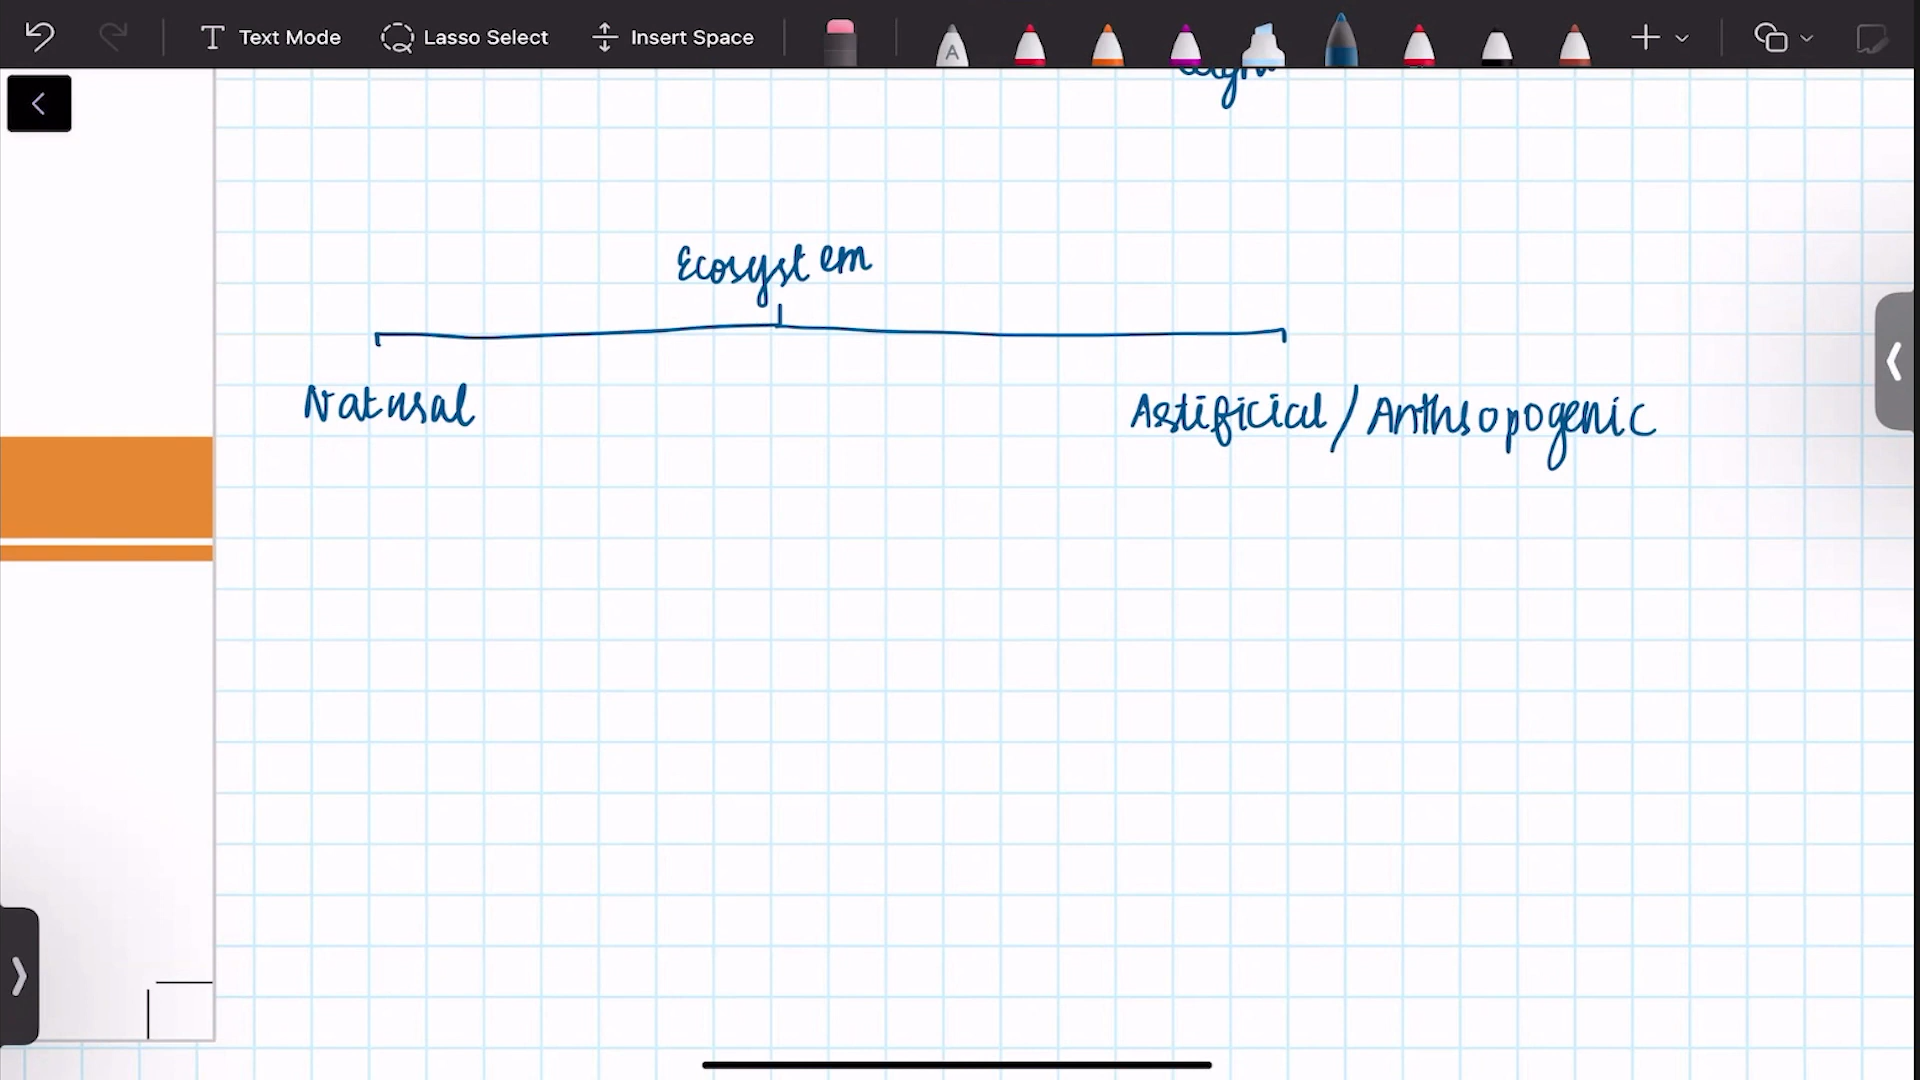 Text Mode Lasso Select Insert Space
A
Ecosystem
Natural Artificial / Anthropogenic